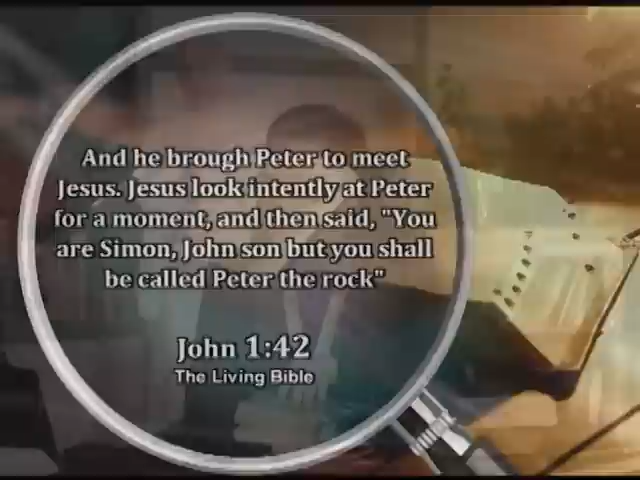 And he brough Peter to meet
Jesus. Jesus look intently at Peter
for a moment, and then said, "You
are Simon, John son but you shall
be called Peter the rock"
John 1:42
The Living Bible